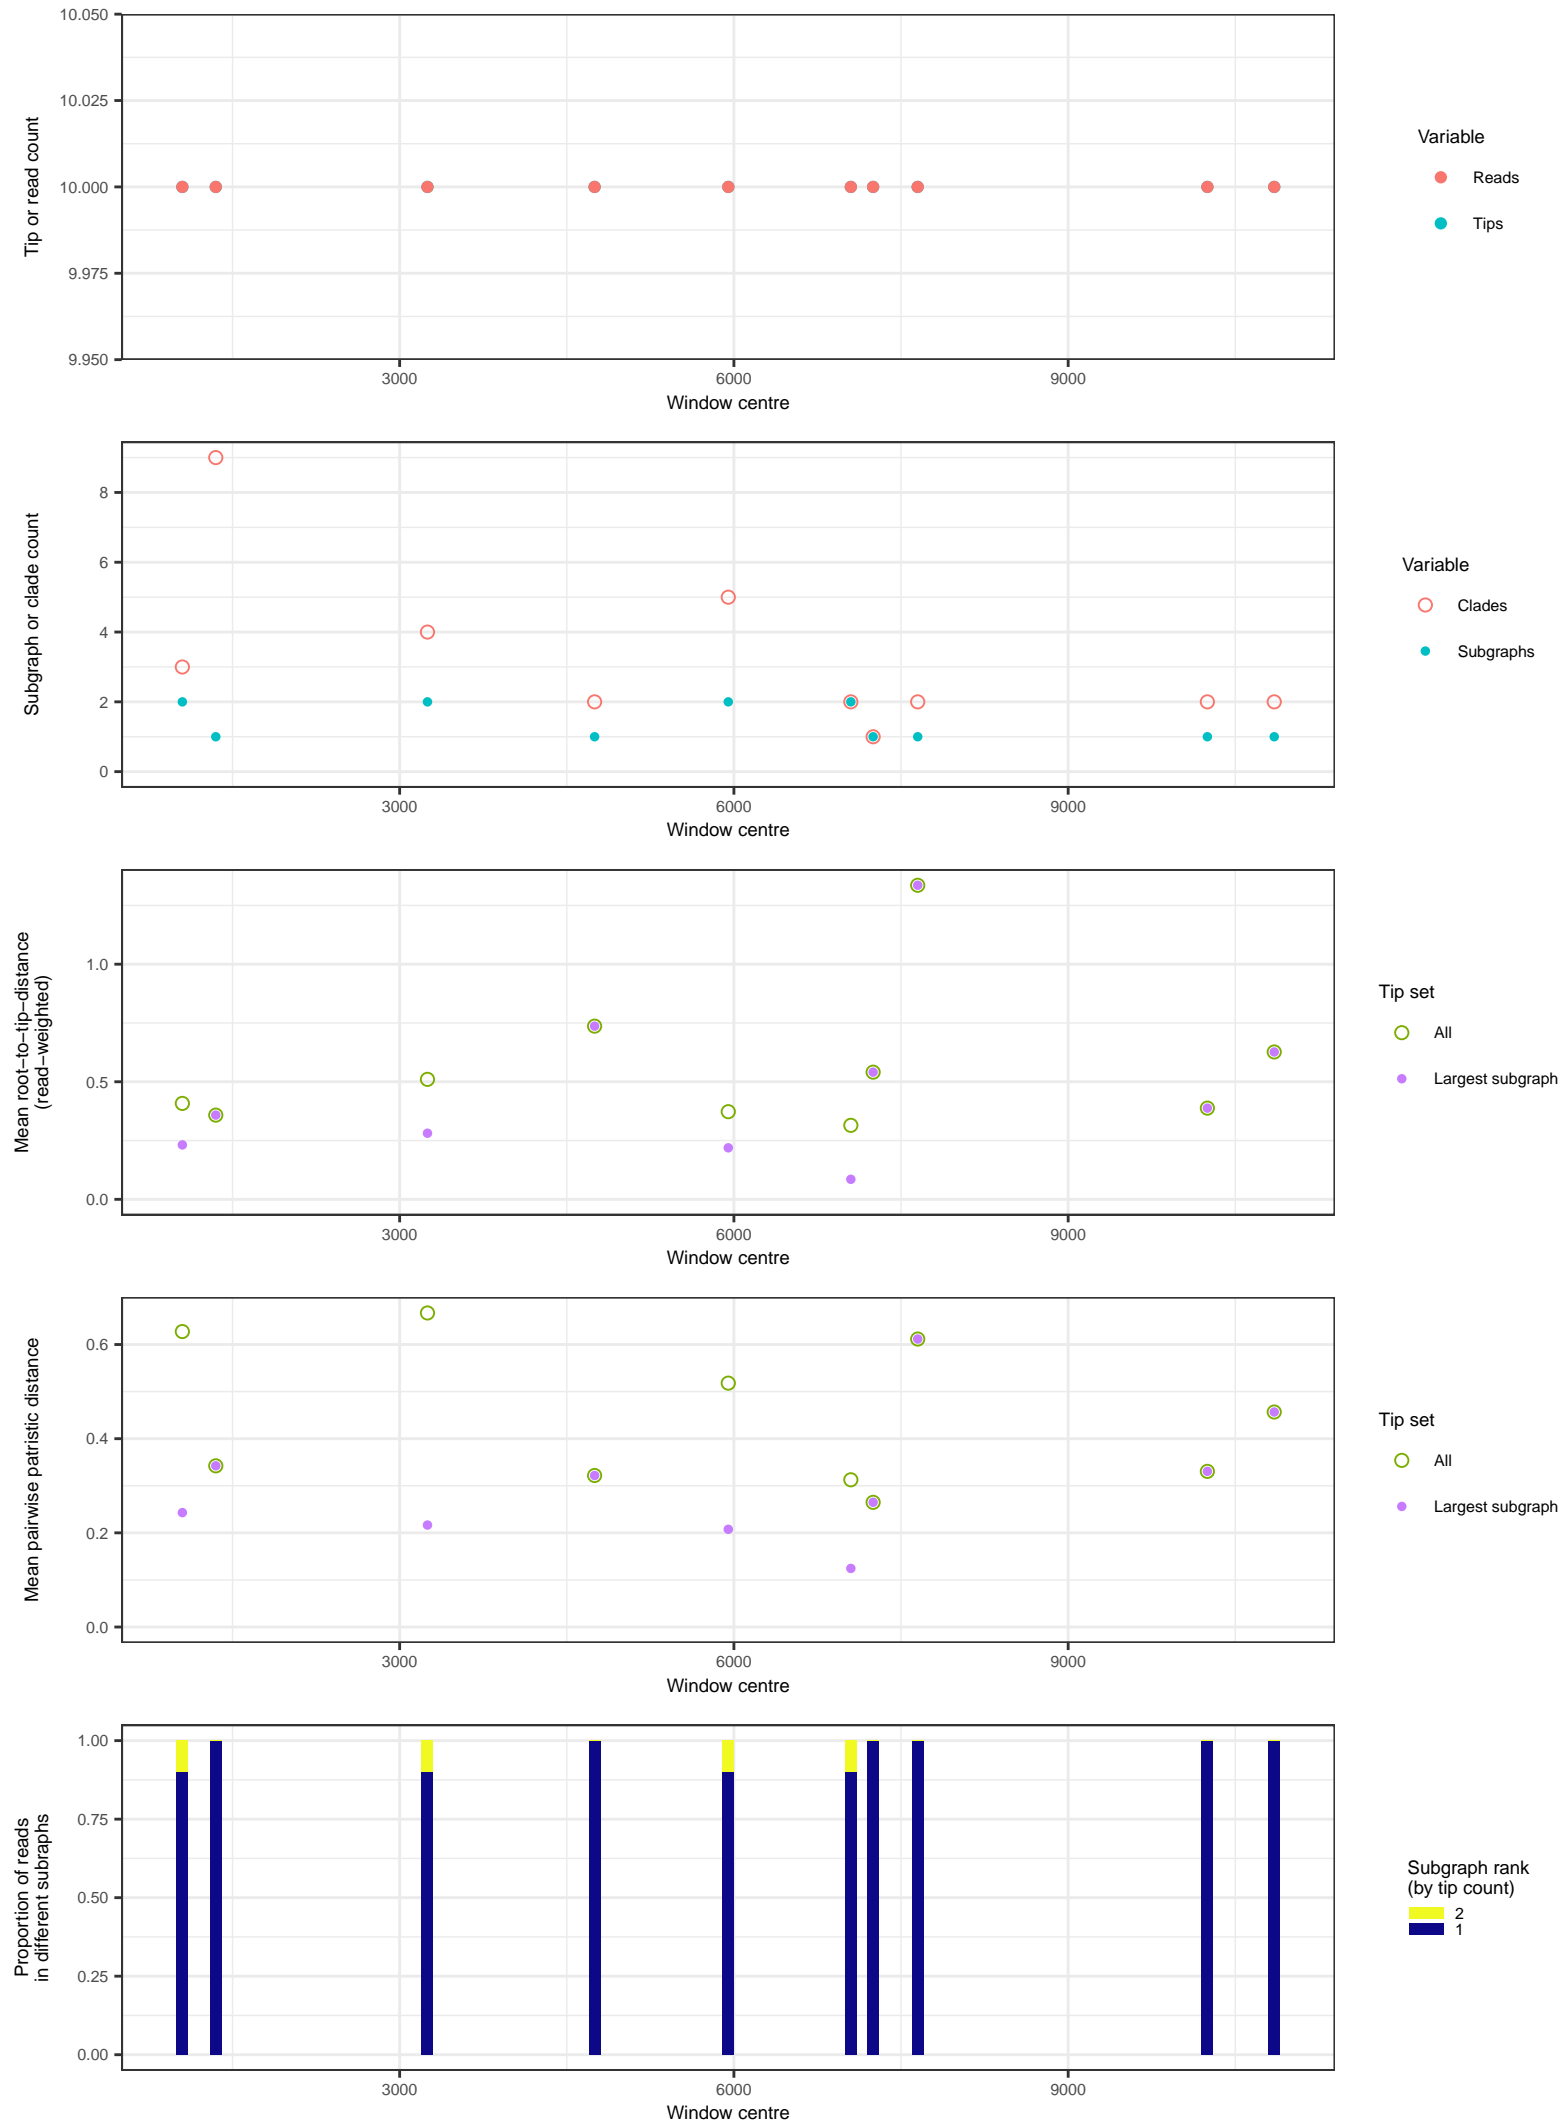 10.050
10.025
10.000
9.975
9.950
Tip or read count
3000
6000
9000
Window centre
Variable
Reads
Tips
8
6
4
2
0
Subgraph or clade count
3000
6000
9000
Window centre
Variable
Clades
Subgraphs
1.0
0.5
0.0
Mean root−to−tip−distance
(read−weighted)
3000
6000
9000
Window centre
Tip set
All
Largest subgraph
0.6
0.4
0.2
0.0
Mean pairwise patristic distance
3000
6000
9000
Window centre
Tip set
All
Largest subgraph
1.00
0.75
0.50
0.25
0.00
Proportion of reads
in different subraphs
3000
6000
9000
Window centre
Subgraph rank
(by tip count)
2
1